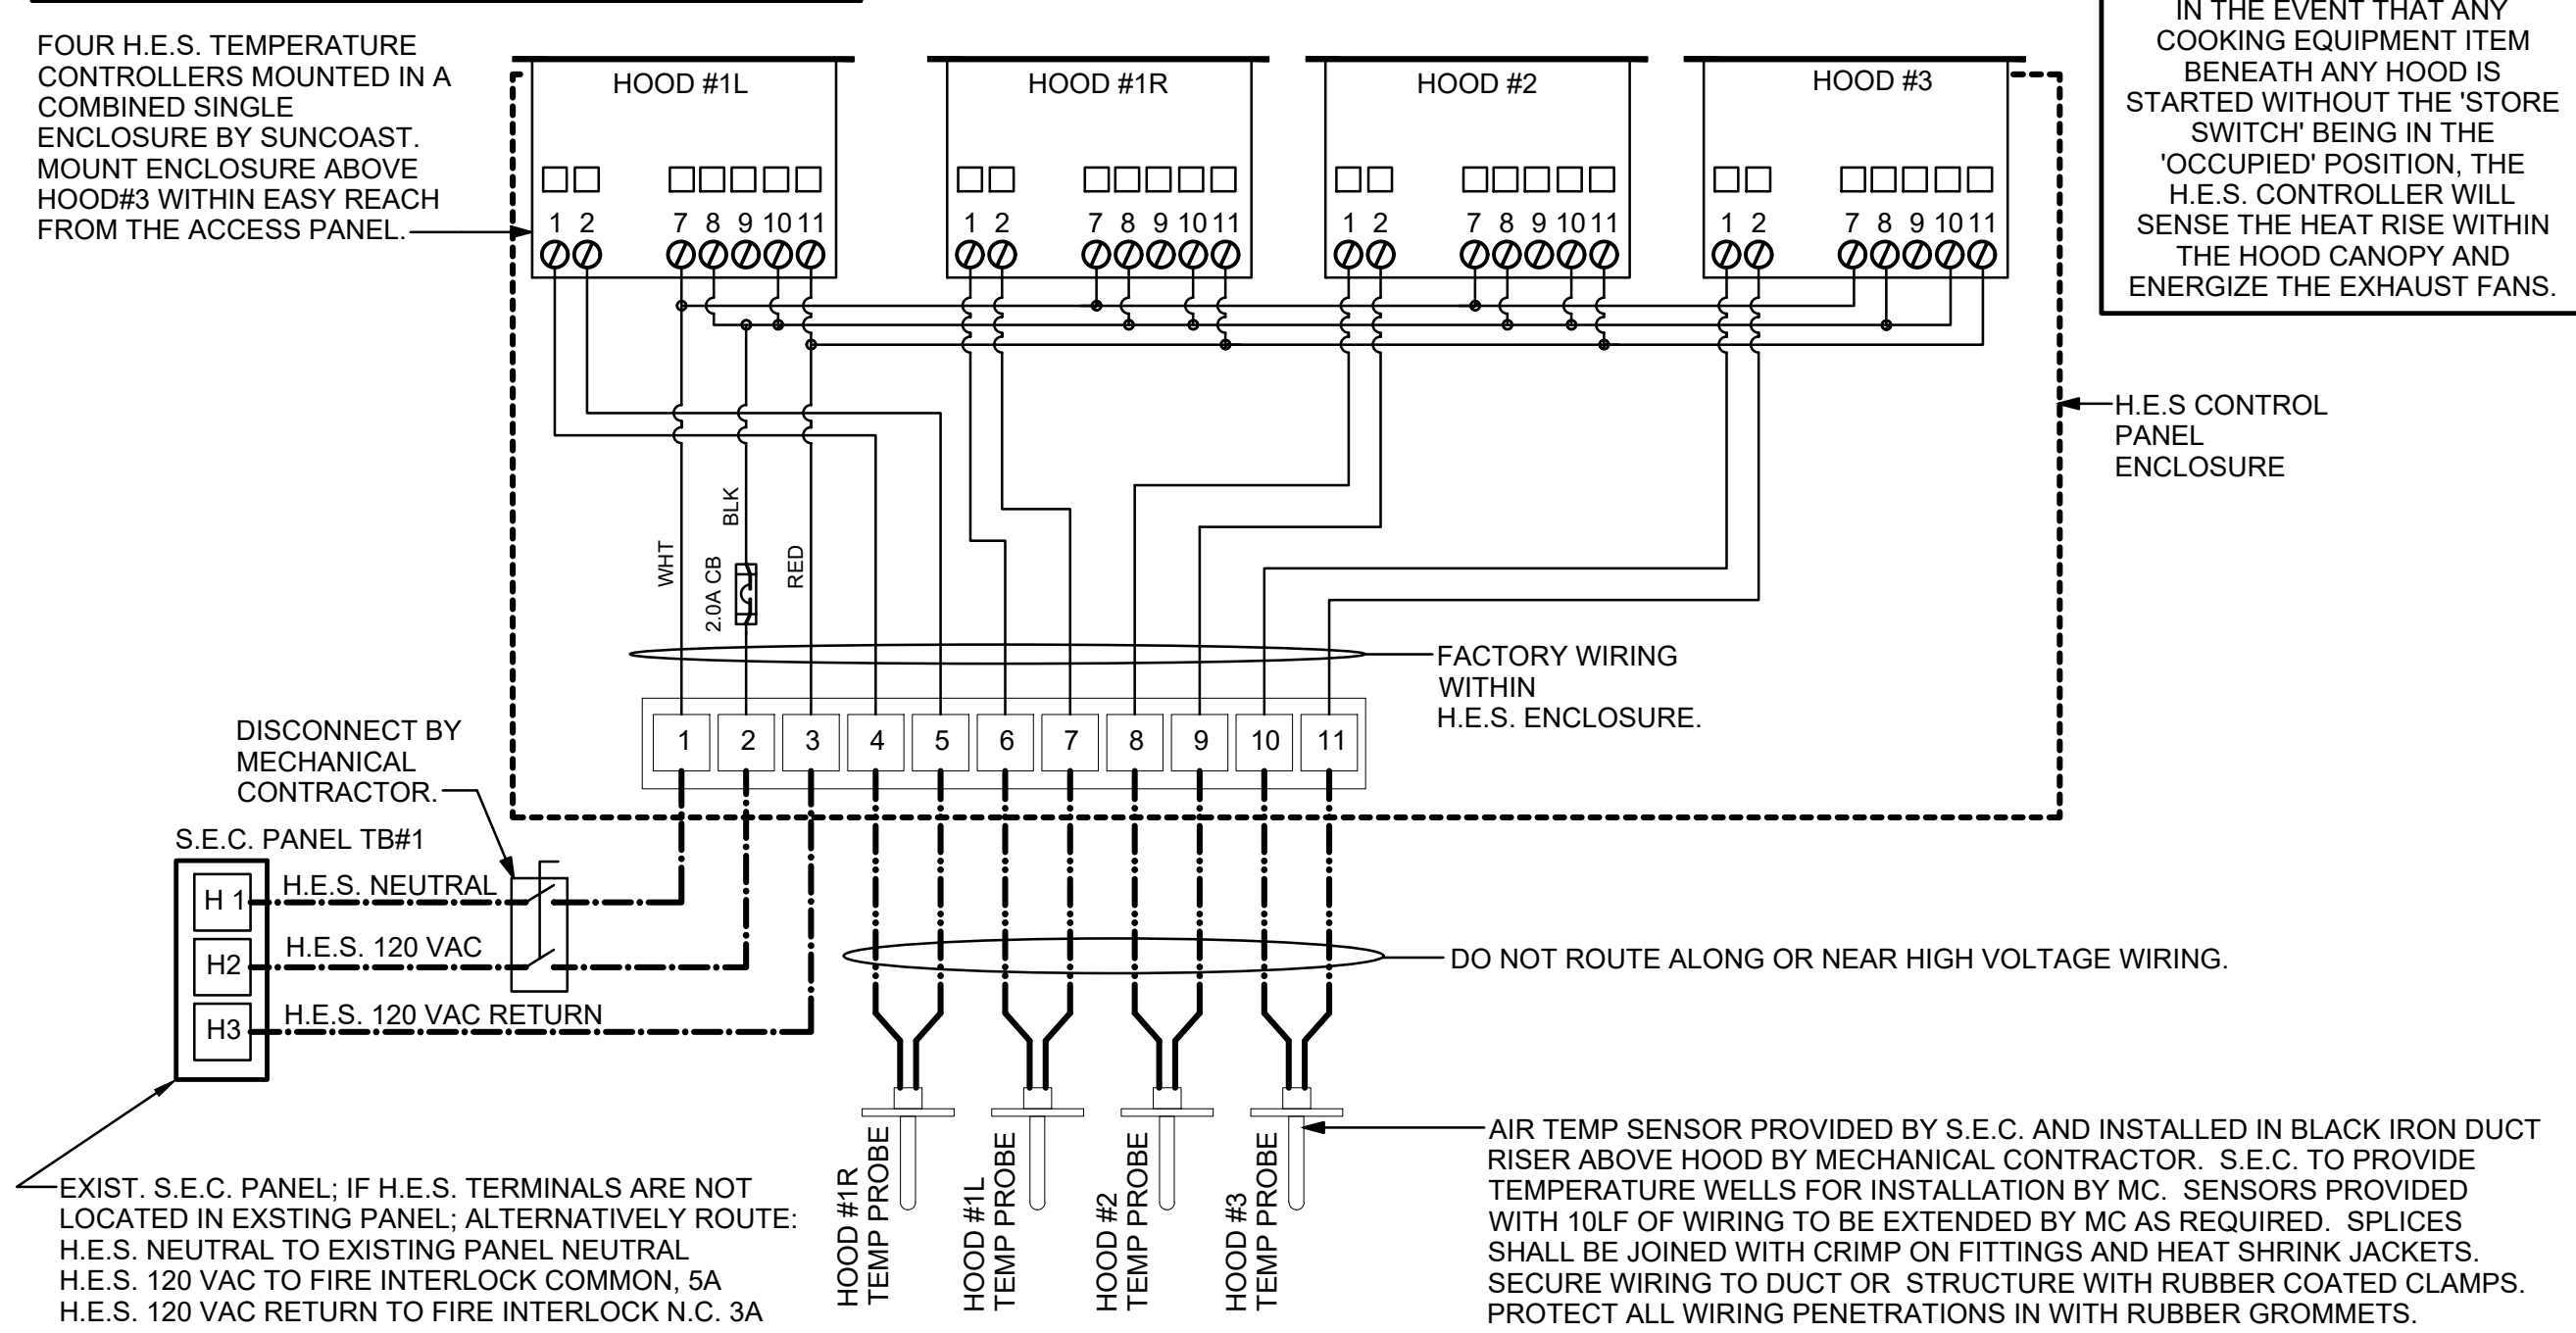 FOUR H.E.S. TEMPERATURE
CONTROLLERS MOUNTED IN A
COMBINED SINGLE
ENCLOSURE BY SUNCOAST.
MOUNT ENCLOSURE ABOVE
HOOD#3 WITHIN EASY REACH
FROM THE ACCESS PANEL.
HOOD #1L
1 2 7 8 9 10 11
HOOD #1R
1 2 7 8 9 10 11
HOOD #2
1 2 7 8 9 10 11
HOOD #3
1 2 7 8 9 10 11
IN THE EVENT THAT ANY
COOKING EQUIPMENT ITEM
BENEATH ANY HOOD IS
STARTED WITHOUT THE 'STORE
SWITCH' BEING IN THE
'OCCUPIED' POSITION, THE
H.E.S. CONTROLLER WILL
SENSE THE HEAT RISE WITHIN
THE HOOD CANOPY AND
ENERGIZE THE EXHAUST FANS.
H.E.S CONTROL
PANEL
ENCLOSURE
WHT
BLK
2.0A CB
RED
FACTORY WIRING
WITHIN
H.E.S. ENCLOSURE.
1 2 3 4 5 6 7 8 9 10 11
DISCONNECT BY
MECHANICAL
CONTRACTOR.
S.E.C. PANEL TB#1
H 1
H.E.S. NEUTRAL
H2
H.E.S. 120 VAC
H3
H.E.S. 120 VAC RETURN
DO NOT ROUTE ALONG OR NEAR HIGH VOLTAGE WIRING.
HOOD #1R
TEMP PROBE
HOOD #1L
TEMP PROBE
HOOD #2
TEMP PROBE
HOOD #3
TEMP PROBE
EXIST. S.E.C. PANEL; IF H.E.S. TERMINALS ARE NOT
LOCATED IN EXSTING PANEL; ALTERNATIVELY ROUTE:
H.E.S. NEUTRAL TO EXISTING PANEL NEUTRAL
H.E.S. 120 VAC TO FIRE INTERLOCK COMMON, 5A
H.E.S. 120 VAC RETURN TO FIRE INTERLOCK N.C. 3A
AIR TEMP SENSOR PROVIDED BY S.E.C. AND INSTALLED IN BLACK IRON DUCT
RISER ABOVE HOOD BY MECHANICAL CONTRACTOR. S.E.C. TO PROVIDE
TEMPERATURE WELLS FOR INSTALLATION BY MC. SENSORS PROVIDED
WITH 10LF OF WIRING TO BE EXTENDED BY MC AS REQUIRED. SPLICES
SHALL BE JOINED WITH CRIMP ON FITTINGS AND HEAT SHRINK JACKETS.
SECURE WIRING TO DUCT OR STRUCTURE WITH RUBBER COATED CLAMPS.
PROTECT ALL WIRING PENETRATIONS IN WITH RUBBER GROMMETS.